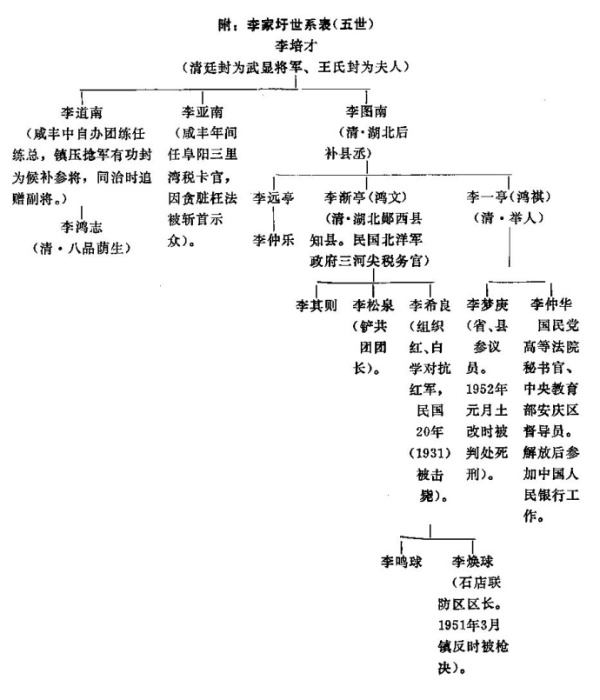 附：李家圩世系表（五世）
李培才
（清廷封为武显将军、王氏封为夫人）
李道南
（咸丰中自办团练任
练总，镇压捻军有功封
为候补参将，同治时追
赠副将。）
李鸿志
（清·八品荫生）
李亚南
（咸丰年间
任阜阳三里
湾税卡官，
因贪赃枉法
被斩首示
众）。
李图南
（清·湖北后
补县丞）
李远亭
李仲乐
李渐亭（鸿文）
（清·湖北郧西县
知县。民国北洋军
政府三河尖税务官）
李一亭（鸿祺）
（清·举人）
李其则
李松泉
（铲共
团团
长）。
李希良
（组织
红、白
学对抗
红军，
民国
20年
（1931）
被击
毙）。
李梦庚
（省、县
参议
员。
1952年
元月土
改时被
判处死
刑）。
李仲华
国民党
高等法院
秘书官、
中央教育
部安庆区
督导员。
解放后参
加中国人
民银行工
作。
李鸣球
李焕球
（石店联
防区区长。
1951年3月
镇反时被枪
决）。